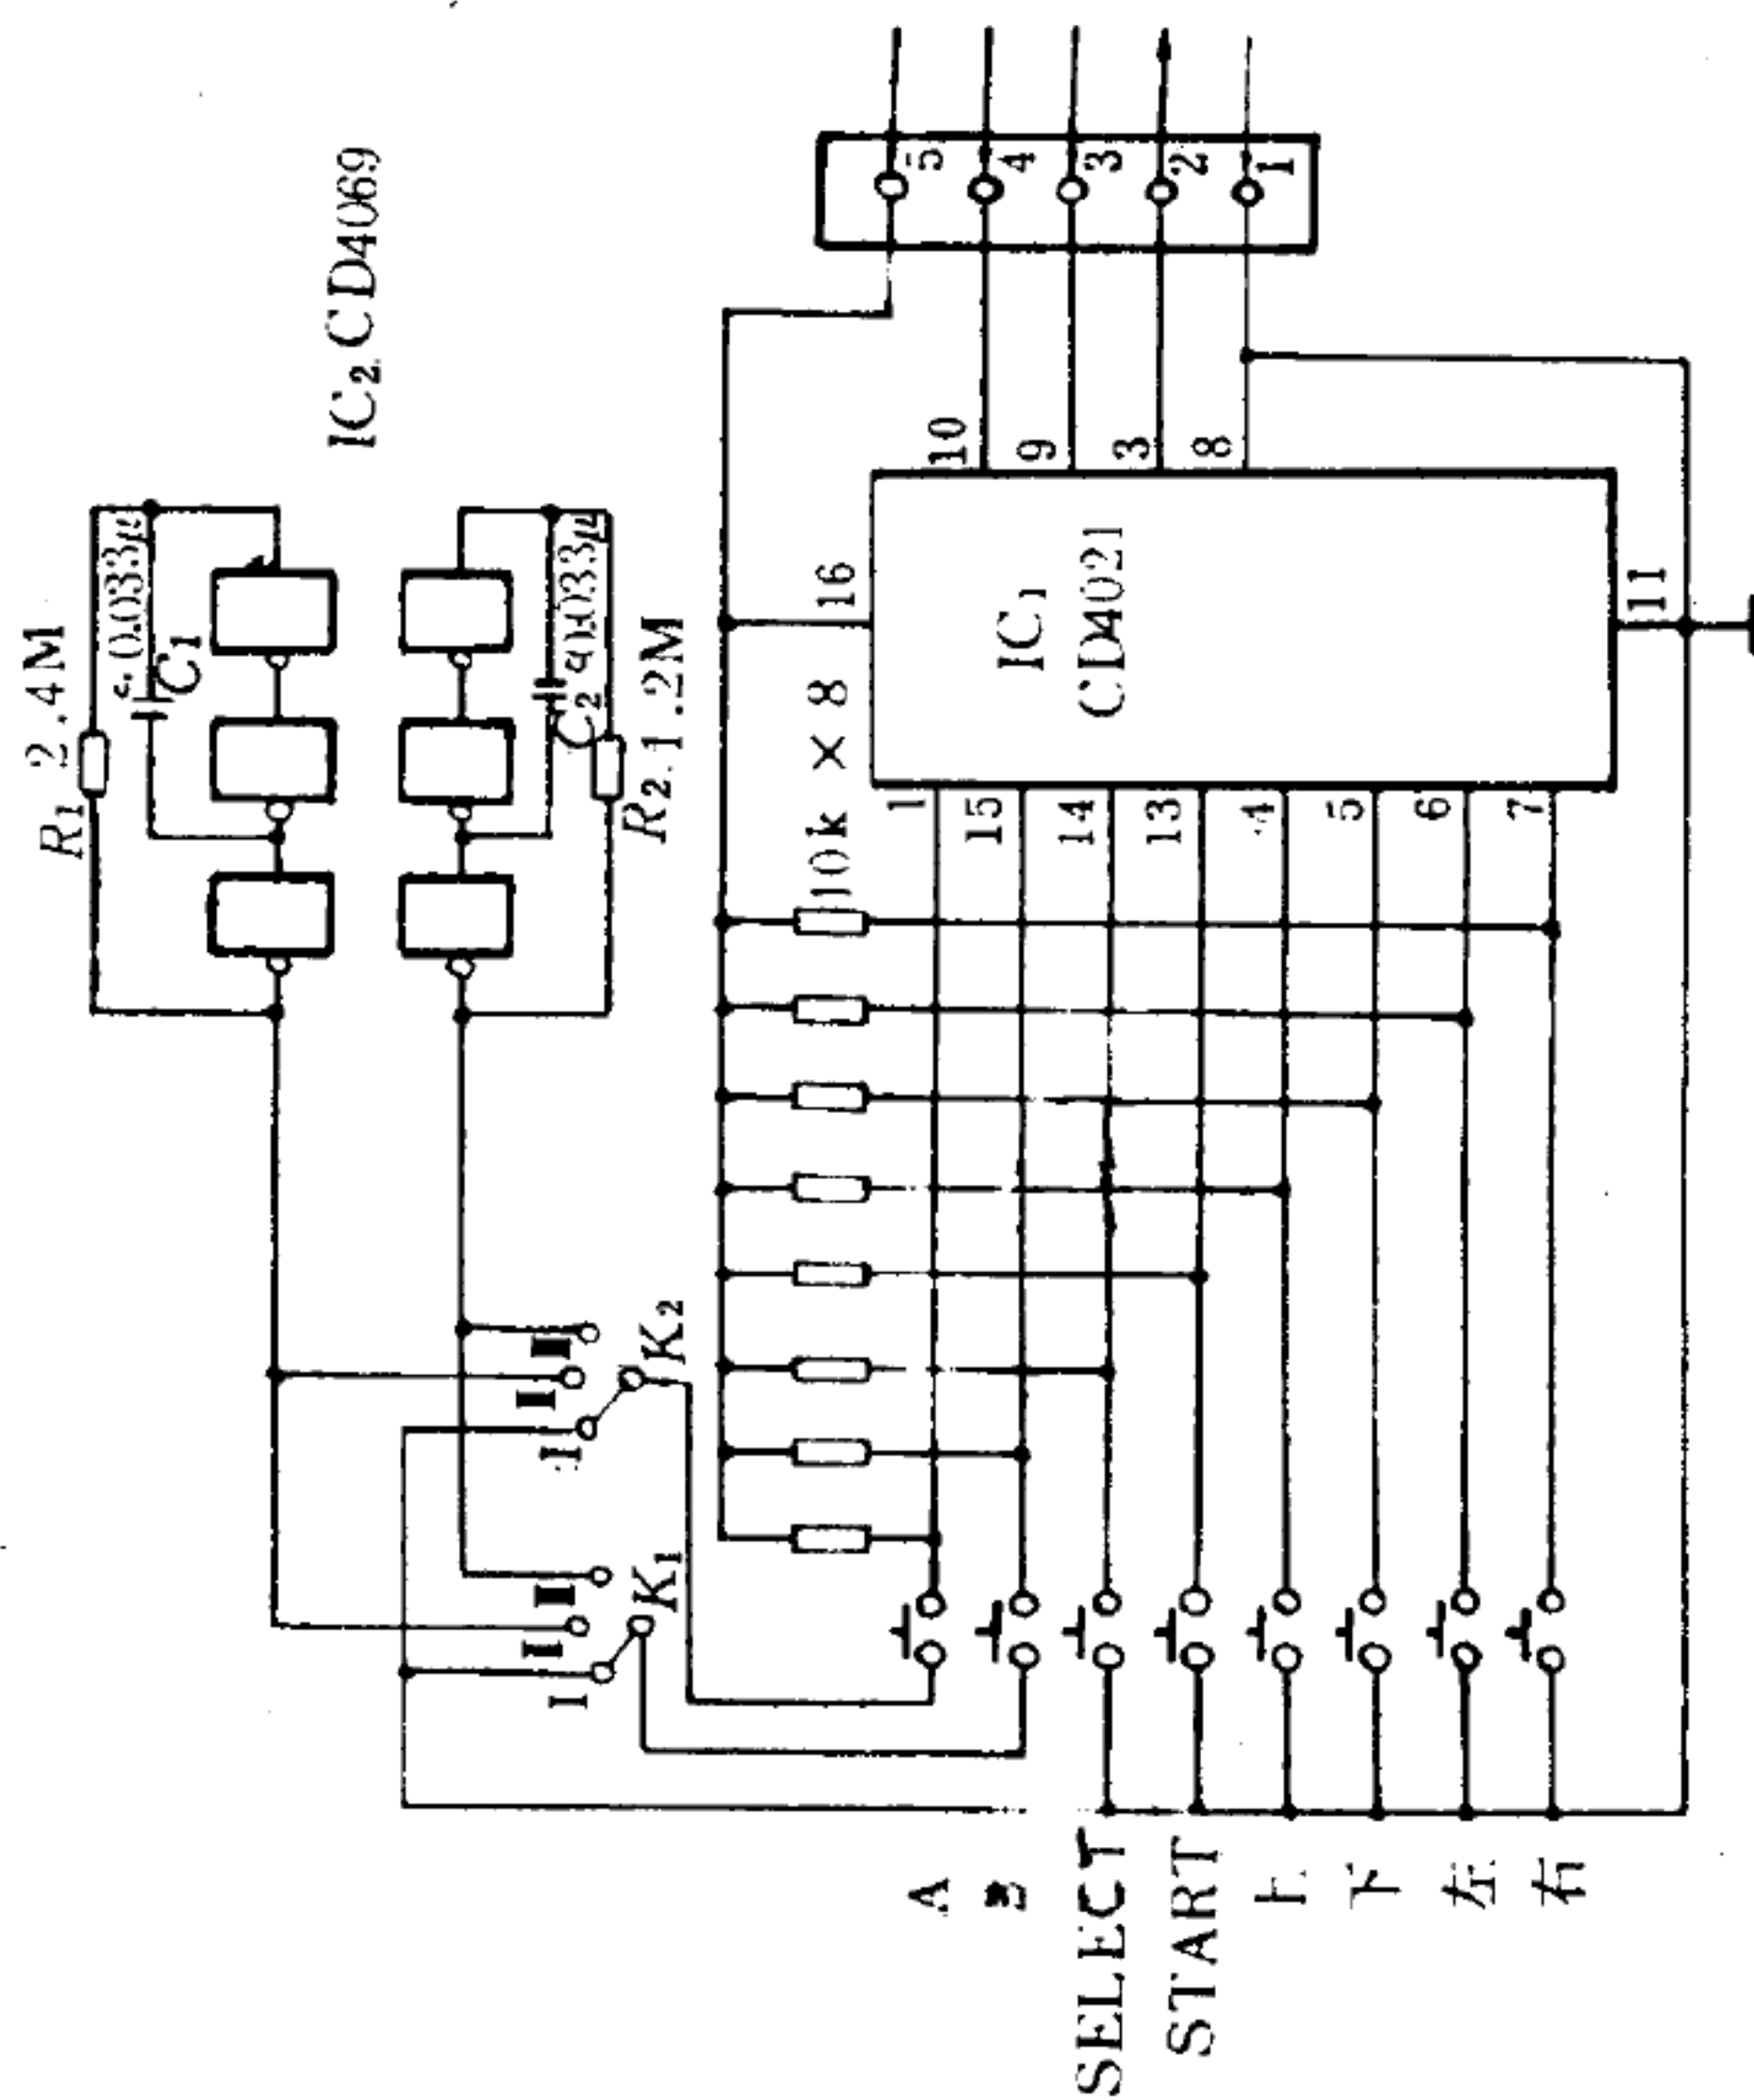 IC₂ CD4069
R₁ 2.4M
0.033μ
C₁
C₂ 0.033μ
R₂ 1.2M
5
4
3
2
1
10
9
3
8
16
IC₁
CD4021
11
10k × 8
1
15
14
13
4
5
6
7
K₂
K₁
I
II
I
A
SELECT
START
上
下
左
右